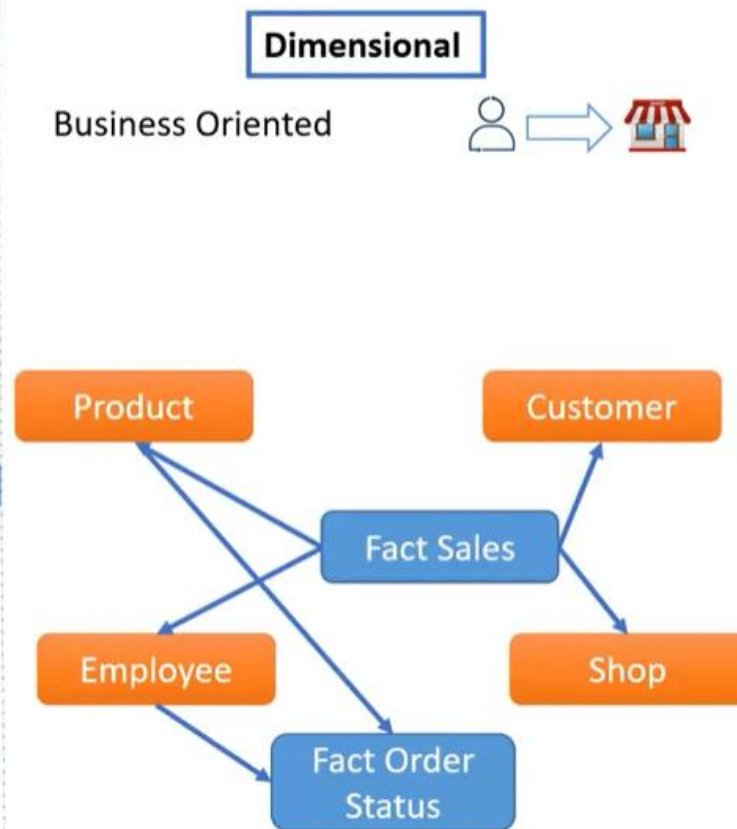 Dimensional
Business Oriented
Product
Customer
Fact Sales
Employee
Shop
Fact Order
Status